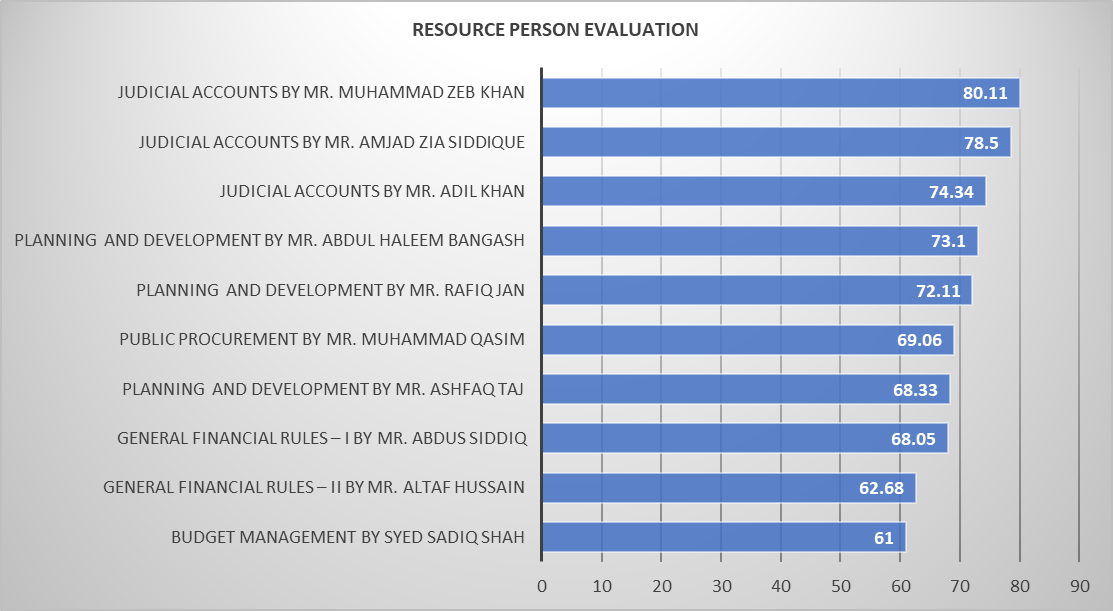 RESOURCE PERSON EVALUATION
JUDICIAL ACCOUNTS BY MR. MUHAMMAD ZEB KHAN 80.11
JUDICIAL ACCOUNTS BY MR. AMJAD ZIA SIDDIQUE 78.5
JUDICIAL ACCOUNTS BY MR. ADIL KHAN 74.34
PLANNING AND DEVELOPMENT BY MR. ABDUL HALEEM BANGASH 73.1
PLANNING AND DEVELOPMENT BY MR. RAFIQ JAN 72.11
PUBLIC PROCUREMENT BY MR. MUHAMMAD QASIM 69.06
PLANNING AND DEVELOPMENT BY MR. ASHFAQ TAJ 68.33
GENERAL FINANCIAL RULES – I BY MR. ABDUS SIDDIQ 68.05
GENERAL FINANCIAL RULES – II BY MR. ALTAF HUSSAIN 62.68
BUDGET MANAGEMENT BY SYED SADIQ SHAH 61
0 10 20 30 40 50 60 70 80 90